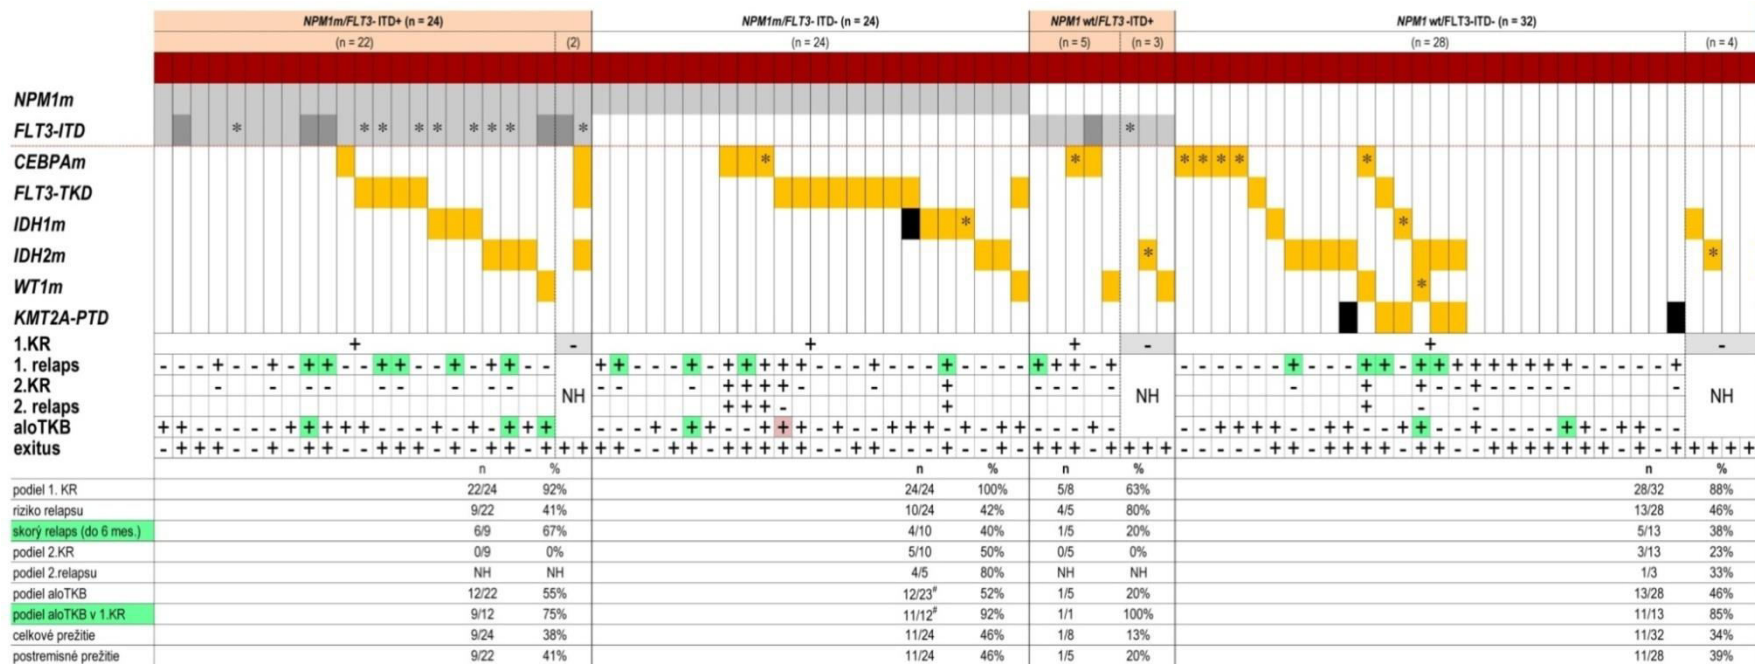 NPM1m/FLT3- ITD+ (n = 24) NPM1m/FLT3- ITD- (n = 24) NPM1 wt/FLT3 -ITD+ NPM1 wt/FLT3-ITD- (n = 32)
(n = 22) (2) (n = 24) (n = 5) (n = 3) (n = 28) (n = 4)
NPM1m
FLT3-ITD * * * * * * * * * *
CEBPAm * * * * * * *
FLT3-TKD
IDH1m * *
IDH2m * *
WT1m *
KMT2A-PTD
1.KR + - + + - + -
1. relaps - - - + - - + - + + - - + + - - + - + + - - + + - - - + - + + + + + - - - + - - - + - - - - + + + - + - - - - - - + - - - + + - + + + + + + + + + - - - - - +
2.KR - - - - - - - - - - - - + + + + - - + - - - - - + - + - - + - - - - - -
2. relaps NH + + + - + NH + - - NH
aloTKB + + - - - - - + + + + + - - - + - + - + + + - - - + - + + - - + + + - + - - + + + - + - + + - - - + - - - + + + + - - + + - - + + - - + - - - - + + - + + - -
exitus - + + + - - + - + + - + + + + - + - + + - - + + + + - - + - - + + + + + - + + - - + - - - + + - + + + - + + + + - - - - - + + - + + + + - - + - + + + + + + + + - + + - + + + +
n % n % n % n %
podiel 1. KR 22/24 92% 24/24 100% 5/8 63% 28/32 88%
riziko relapsu 9/22 41% 10/24 42% 4/5 80% 13/28 46%
skorý relaps (do 6 mes.) 6/9 67% 4/10 40% 1/5 20% 5/13 38%
podiel 2.KR 0/9 0% 5/10 50% 0/5 0% 3/13 23%
podiel 2.relapsu NH NH 4/5 80% NH NH 1/3 33%
podiel aloTKB 12/22 55% 12/23# 52% 1/5 20% 13/28 46%
podiel aloTKB v 1.KR 9/12 75% 11/12# 92% 1/1 100% 11/13 85%
celkové prežitie 9/24 38% 11/24 46% 1/8 13% 11/32 34%
postremisné prežitie 9/22 41% 11/24 46% 1/5 20% 11/28 39%